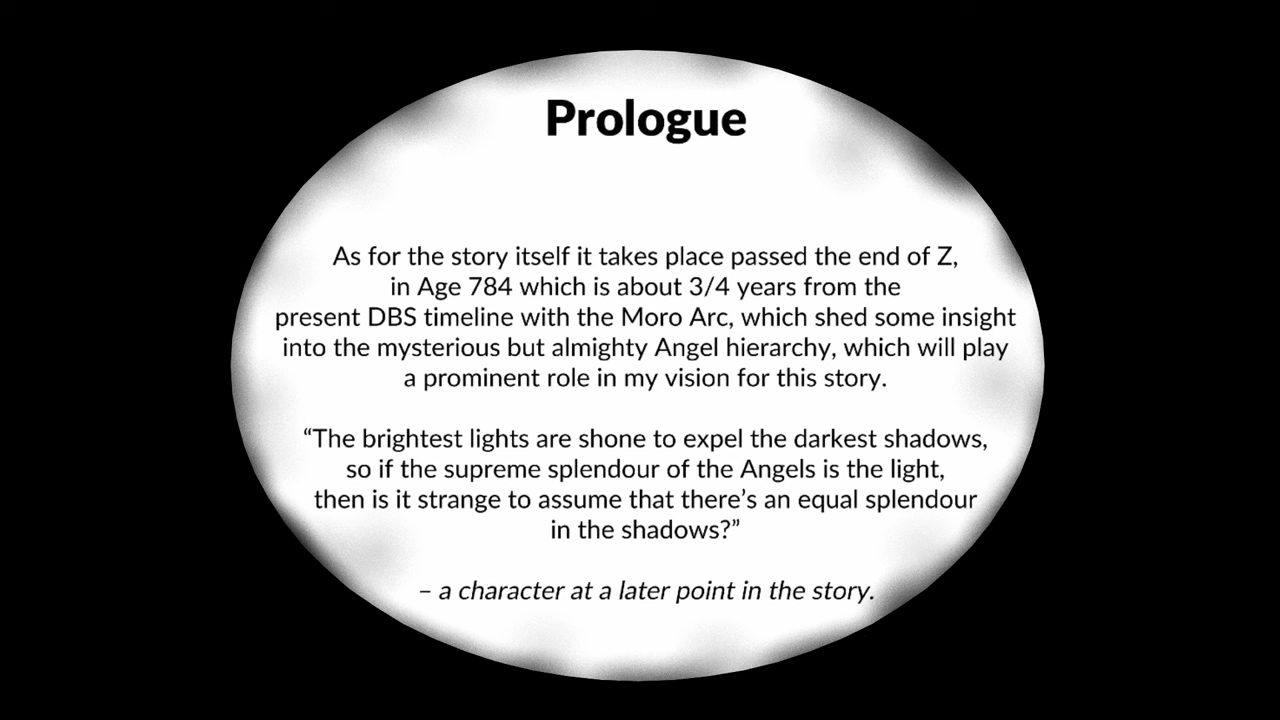 Prologue
As for the story itself it takes place passed the end of Z,
in Age 784 which is about 3/4 years from the
present DBS timeline with the Moro Arc, which shed some insight
into the mysterious but almighty Angel hierarchy, which will play
a prominent role in my vision for this story.
“The brightest lights are shone to expel the darkest shadows,
so if the supreme splendour of the Angels is the light,
then is it strange to assume that there’s an equal splendour
in the shadows?”
– a character at a later point in the story.